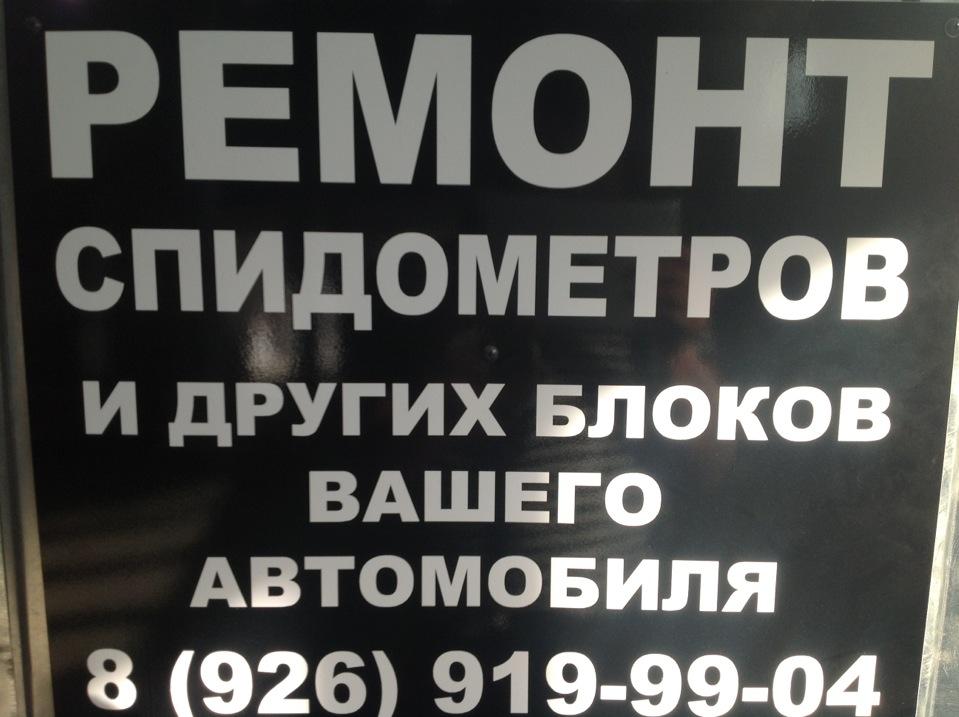 РЕМОНТ
СПИДОМЕТРОВ
И ДРУГИХ БЛОКОВ
ВАШЕГО
АВТОМОБИЛЯ
8 (926) 919-99-04